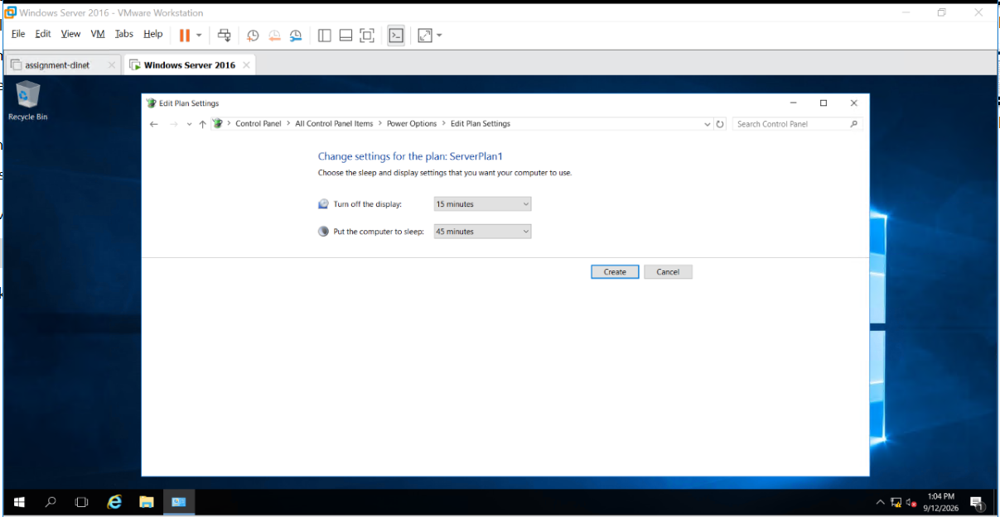 Windows Server 2016 - VMware Workstation
File Edit View VM Tabs Help
assignment-dlnet
Windows Server 2016
Recycle Bin
Edit Plan Settings
Control Panel > All Control Panel Items > Power Options > Edit Plan Settings
Search Control Panel
Change settings for the plan: ServerPlan1
Choose the sleep and display settings that you want your computer to use.
Turn off the display: 15 minutes
Put the computer to sleep: 45 minutes
Create Cancel
1:04 PM
9/12/2026
1